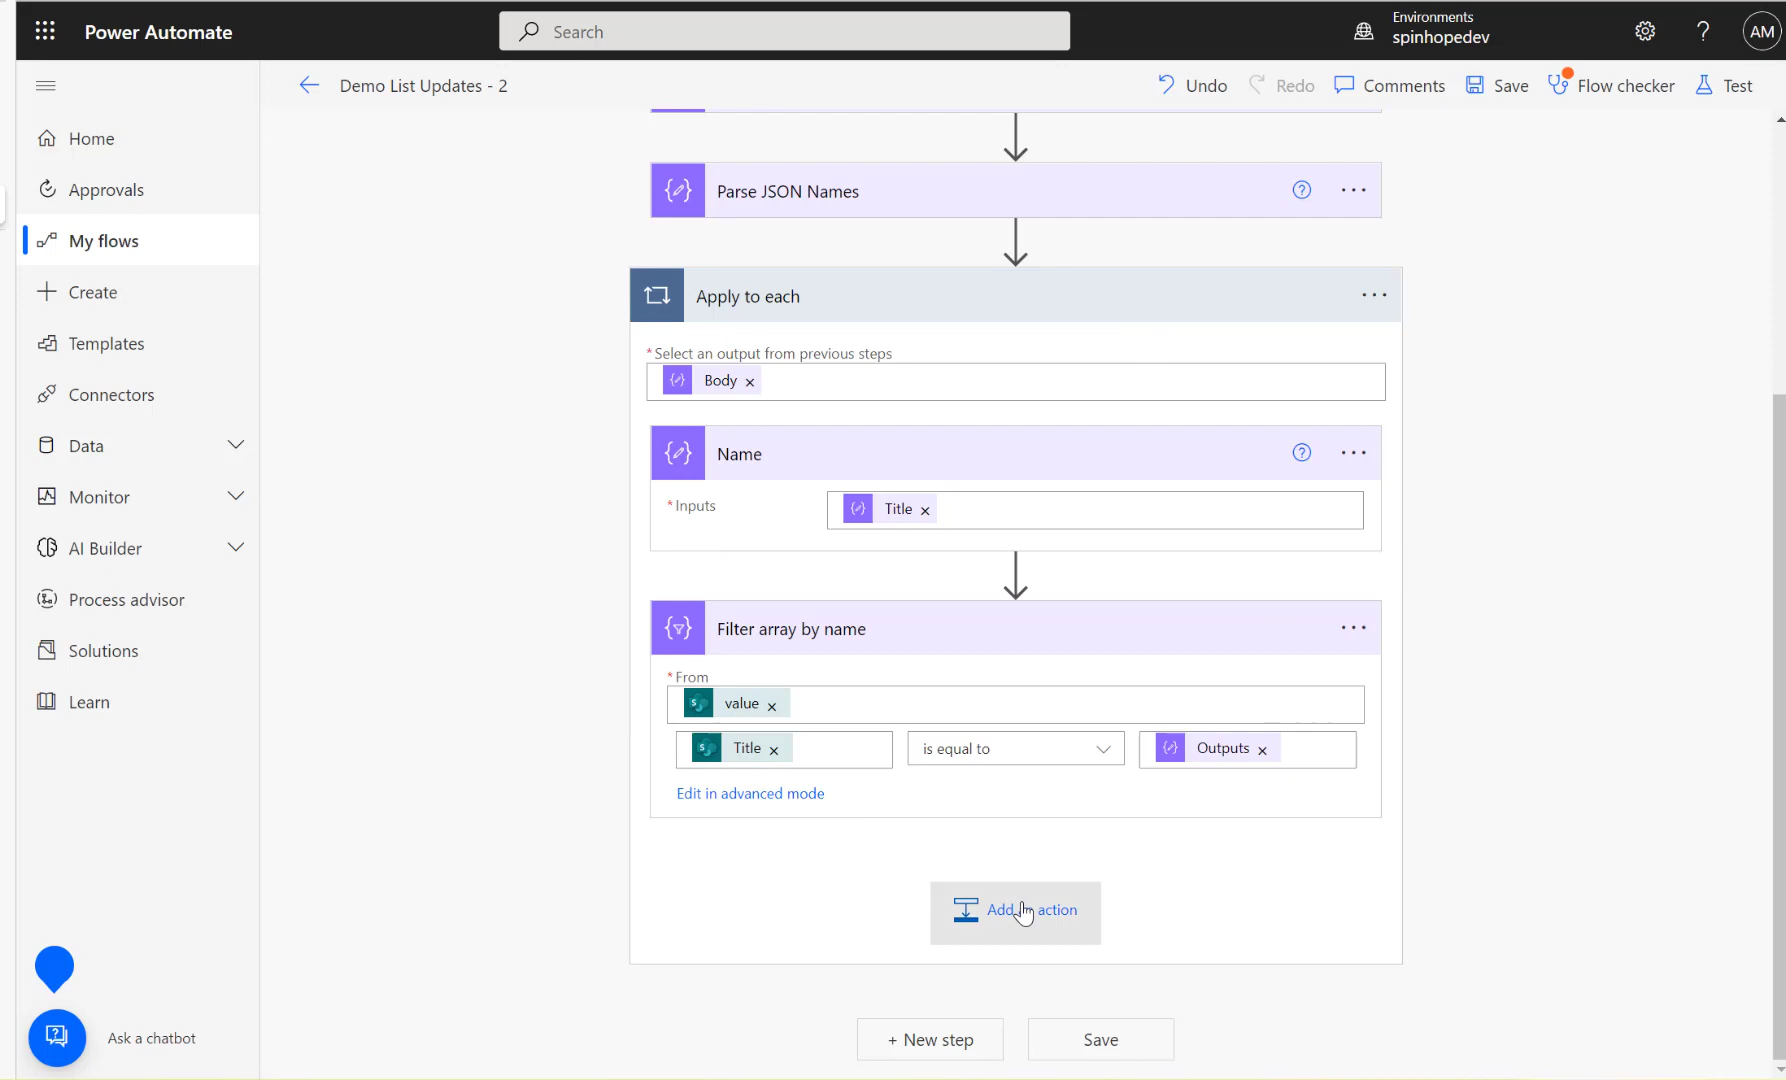 Power Automate
Search
Environments
spinhopedev
AM
Demo List Updates - 2
Undo
Redo
Comments
Save
Flow checker
Test
Home
Approvals
My flows
Create
Templates
Connectors
Data
Monitor
AI Builder
Process advisor
Solutions
Learn
Ask a chatbot
Parse JSON Names
Apply to each
* Select an output from previous steps
Body
Name
* Inputs
Title
Filter array by name
* From
value
Title
is equal to
Outputs
Edit in advanced mode
Add an action
+ New step
Save